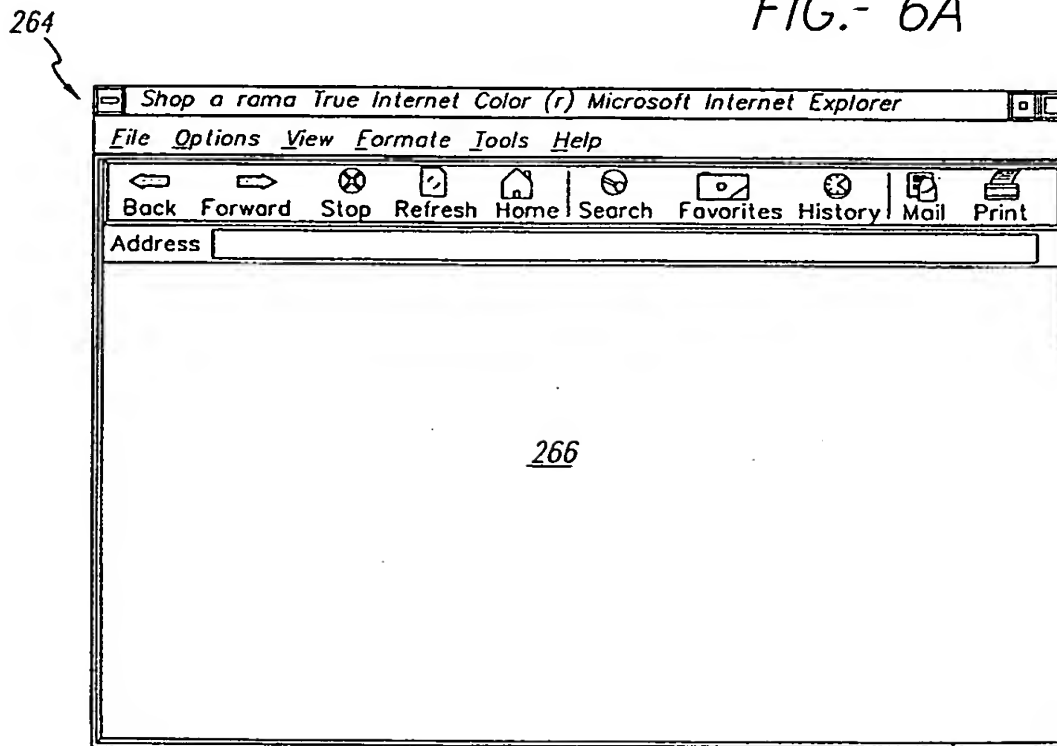 264
FIG.- 6A
Shop a rama True Internet Color (r) Microsoft Internet Explorer
File Options View Formate Tools Help
Back Forward Stop Refresh Home Search Favorites History Mail Print
Address
266